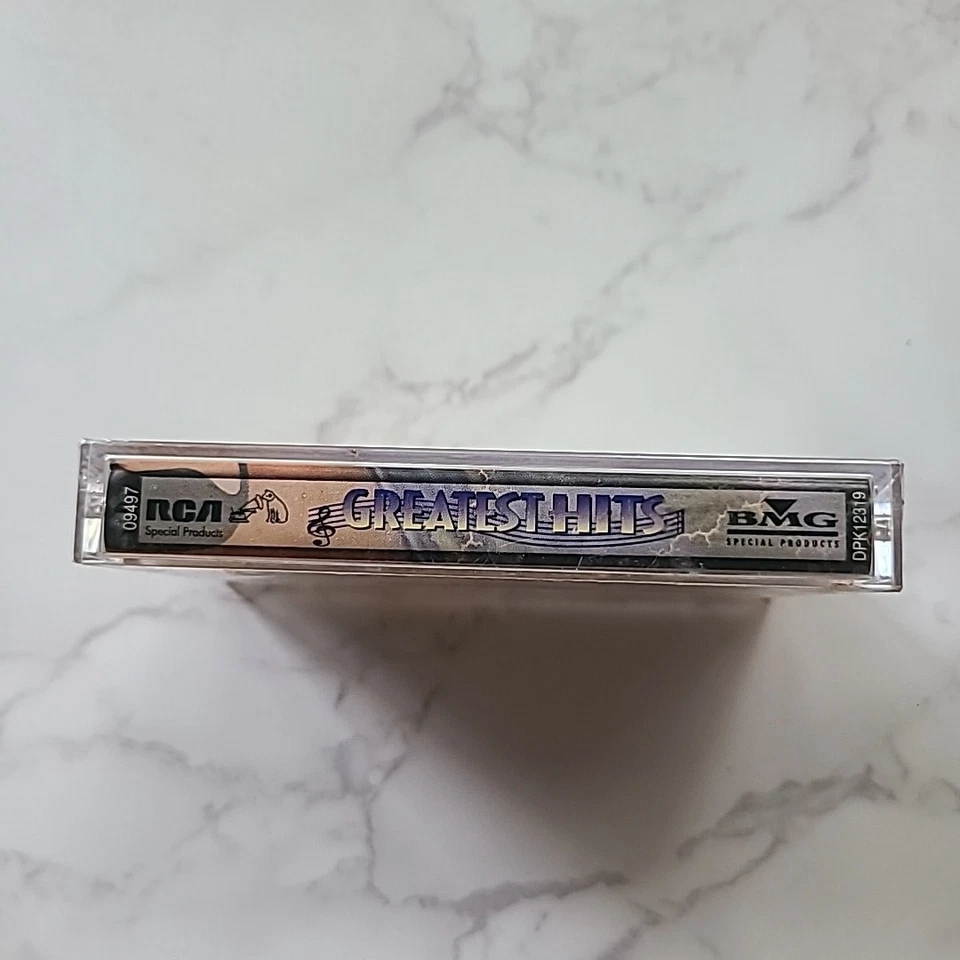 09497
RCA
Special Products
GREATEST HITS
BMG
SPECIAL PRODUCTS
DPK12319